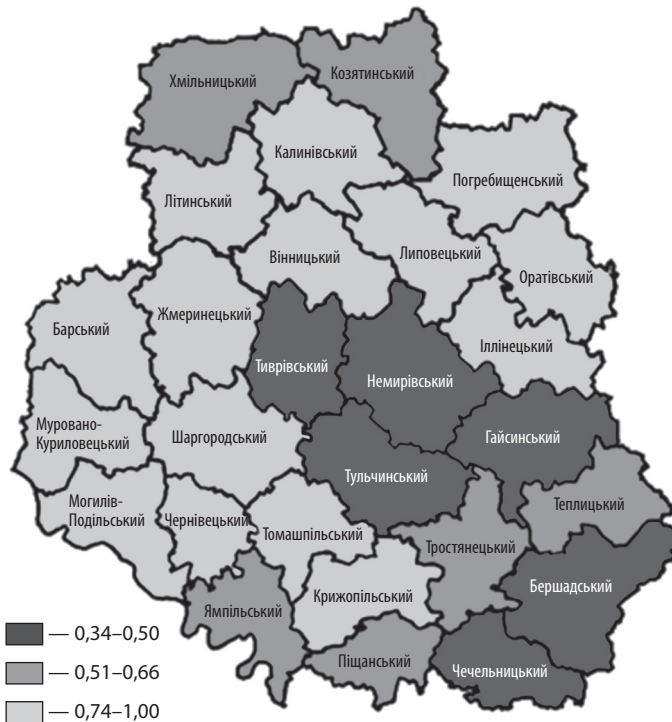 Хмільницький
Козятинський
Калинівський
Погребищенський
Літинський
Вінницький
Липовецький
Оратівський
Жмеринецький
Барський
Тиврівський
Немирівський
Іллінецький
Муровано-
Куриловецький
Шаргородський
Гайсинський
Тульчинський
Могилів-
Подільський
Чернівецький
Томашпільський
Тростянецький
Теплицький
Бершадський
Ямпільський
Крижопільський
Піщанський
Чечельницький
— 0,34–0,50
— 0,51–0,66
— 0,74–1,00